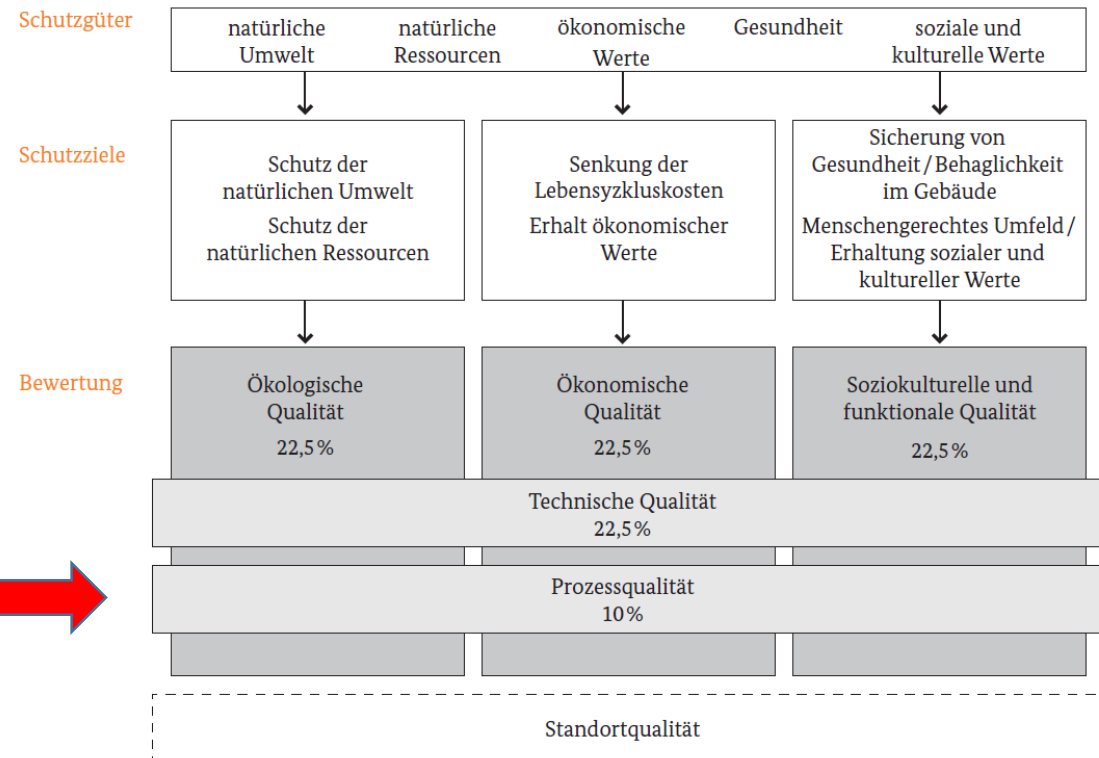 Schutzgüter
natürliche Umwelt
natürliche Ressourcen
ökonomische Werte
Gesundheit
soziale und kulturelle Werte
Schutzziele
Schutz der
natürlichen Umwelt
Schutz der
natürlichen Ressourcen
Senkung der
Lebensyzkluskosten
Erhalt ökonomischer
Werte
Sicherung von
Gesundheit/Behaglichkeit
im Gebäude
Menschengerechtes Umfeld/
Erhaltung sozialer und
kultureller Werte
Bewertung
Ökologische
Qualität
22,5 %
Ökonomische
Qualität
22,5 %
Soziokulturelle und
funktionale Qualität
22,5 %
Technische Qualität
22,5 %
Prozessqualität
10 %
Standortqualität